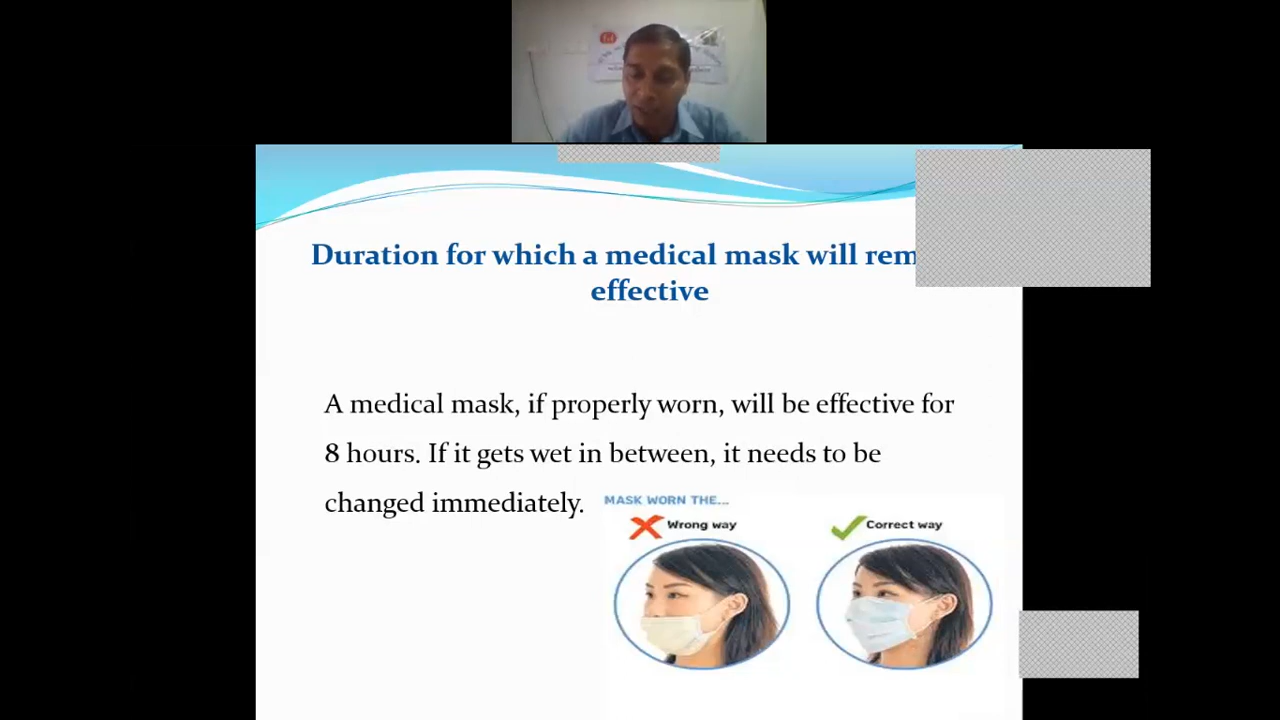 Duration for which a medical mask will rem
effective
A medical mask, if properly worn, will be effective for
8 hours. If it gets wet in between, it needs to be
changed immediately.
MASK WORN THE...
Wrong way
Correct way